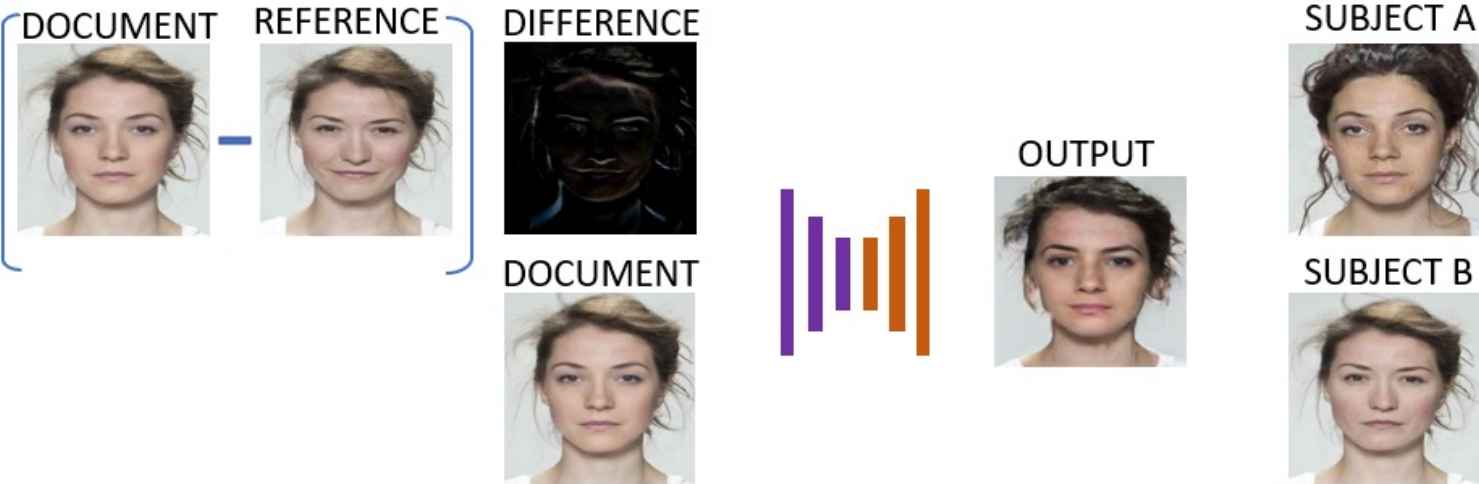 DOCUMENT
REFERENCE
DIFFERENCE
SUBJECT A
OUTPUT
DOCUMENT
SUBJECT B